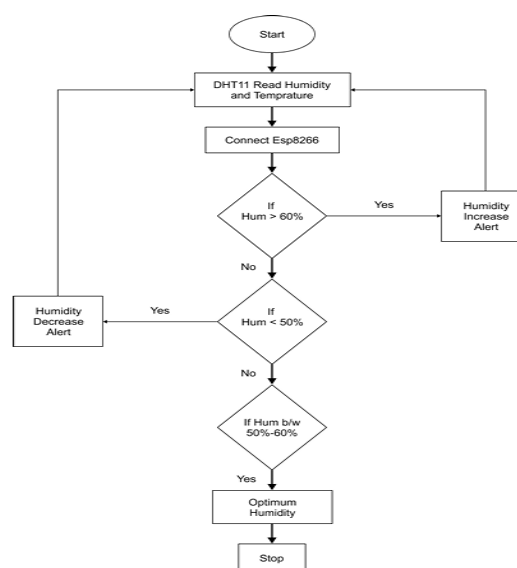 Start
DHT11 Read Humidity
and Temprature
Connect Esp8266
If
Hum > 60%
Yes
Humidity
Increase
Alert
No
If
Hum < 50%
Yes
Humidity
Decrease
Alert
No
If Hum b/w
50%-60%
Yes
Optimum
Humidity
Stop